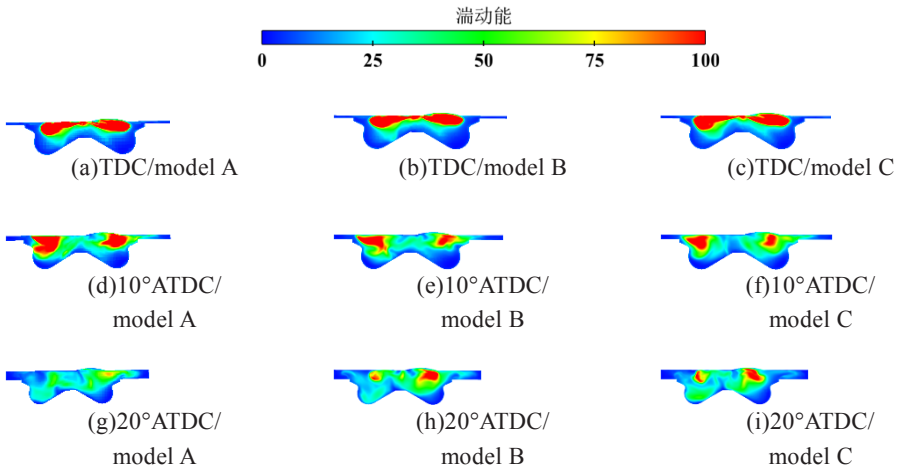 湍动能
0 25 50 75 100
(a)TDC/model A (b)TDC/model B (c)TDC/model C
(d)10°ATDC/ (e)10°ATDC/ (f)10°ATDC/
model A model B model C
(g)20°ATDC/ (h)20°ATDC/ (i)20°ATDC/
model A model B model C